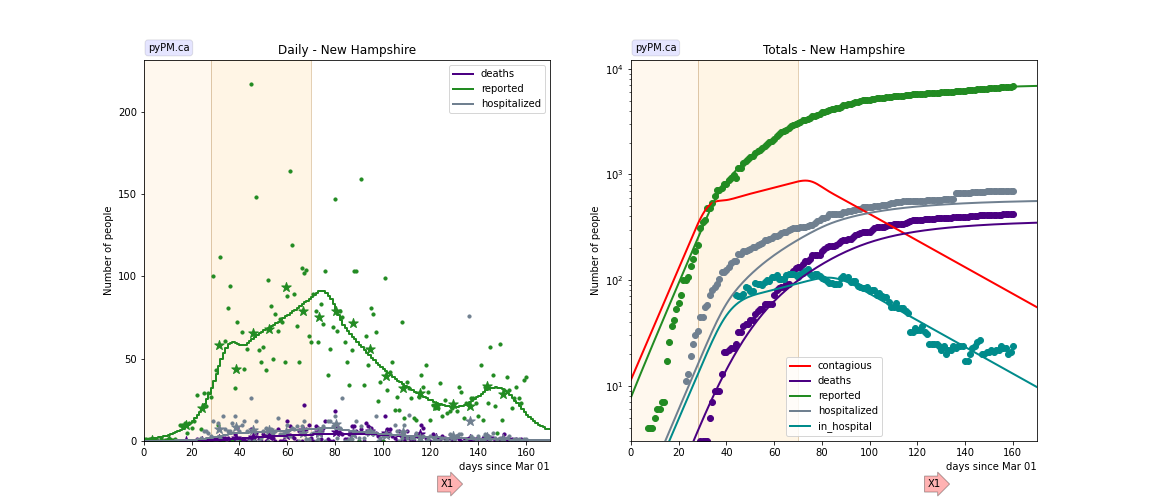 pyPM.ca
Daily - New Hampshire
Number of people
200
150
100
50
0
0 20 40 60 80 100 120 140 160
days since Mar 01
deaths
reported
hospitalized
X1
pyPM.ca
Totals - New Hampshire
Number of people
10⁴
10³
10²
10¹
0 20 40 60 80 100 120 140 160
days since Mar 01
contagious
deaths
reported
hospitalized
in_hospital
X1